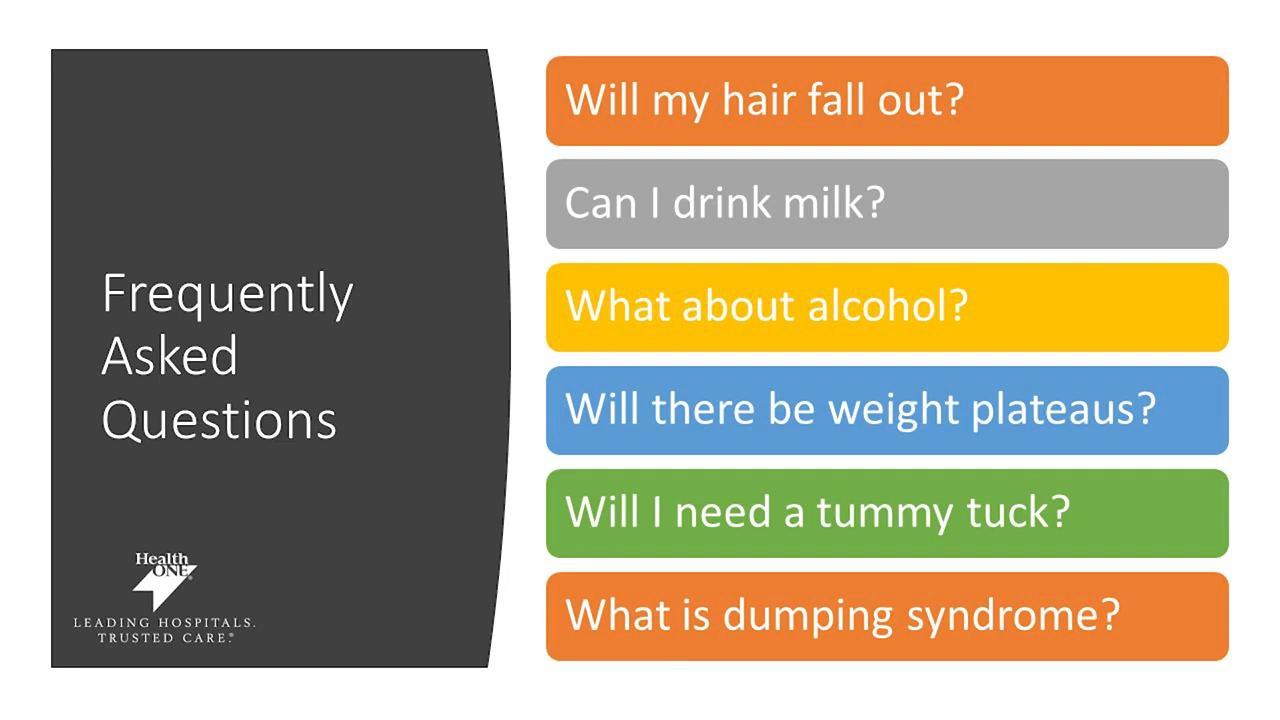 Frequently
Asked
Questions
Health
ONE®
LEADING HOSPITALS.
TRUSTED CARE.®
Will my hair fall out?
Can I drink milk?
What about alcohol?
Will there be weight plateaus?
Will I need a tummy tuck?
What is dumping syndrome?